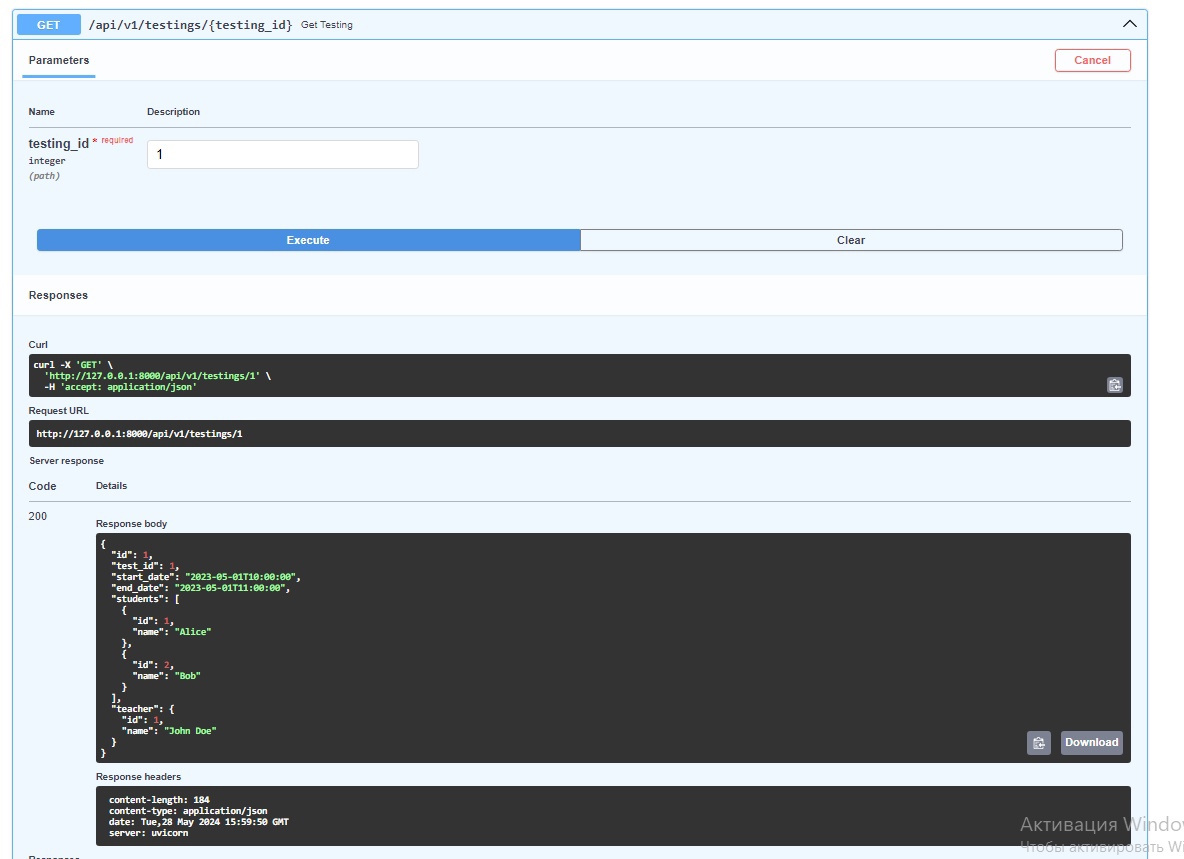 GET /api/v1/testings/{testing_id} Get Testing
Parameters
Cancel
Name Description
testing_id * required
integer
(path)
1
Execute Clear
Responses
Curl
curl -X 'GET' \
'http://127.0.0.1:8000/api/v1/testings/1' \
-H 'accept: application/json'
Request URL
http://127.0.0.1:8000/api/v1/testings/1
Server response
Code Details
200
Response body
{
"id": 1,
"test_id": 1,
"start_date": "2023-05-01T10:00:00",
"end_date": "2023-05-01T11:00:00",
"students": [
{
"id": 1,
"name": "Alice"
},
{
"id": 2,
"name": "Bob"
}
],
"teacher": {
"id": 1,
"name": "John Doe"
}
}
Download
Response headers
content-length: 184
content-type: application/json
date: Tue,28 May 2024 15:59:50 GMT
server: uvicorn
Активация Windo
Чтобы активировать Wi
Responses